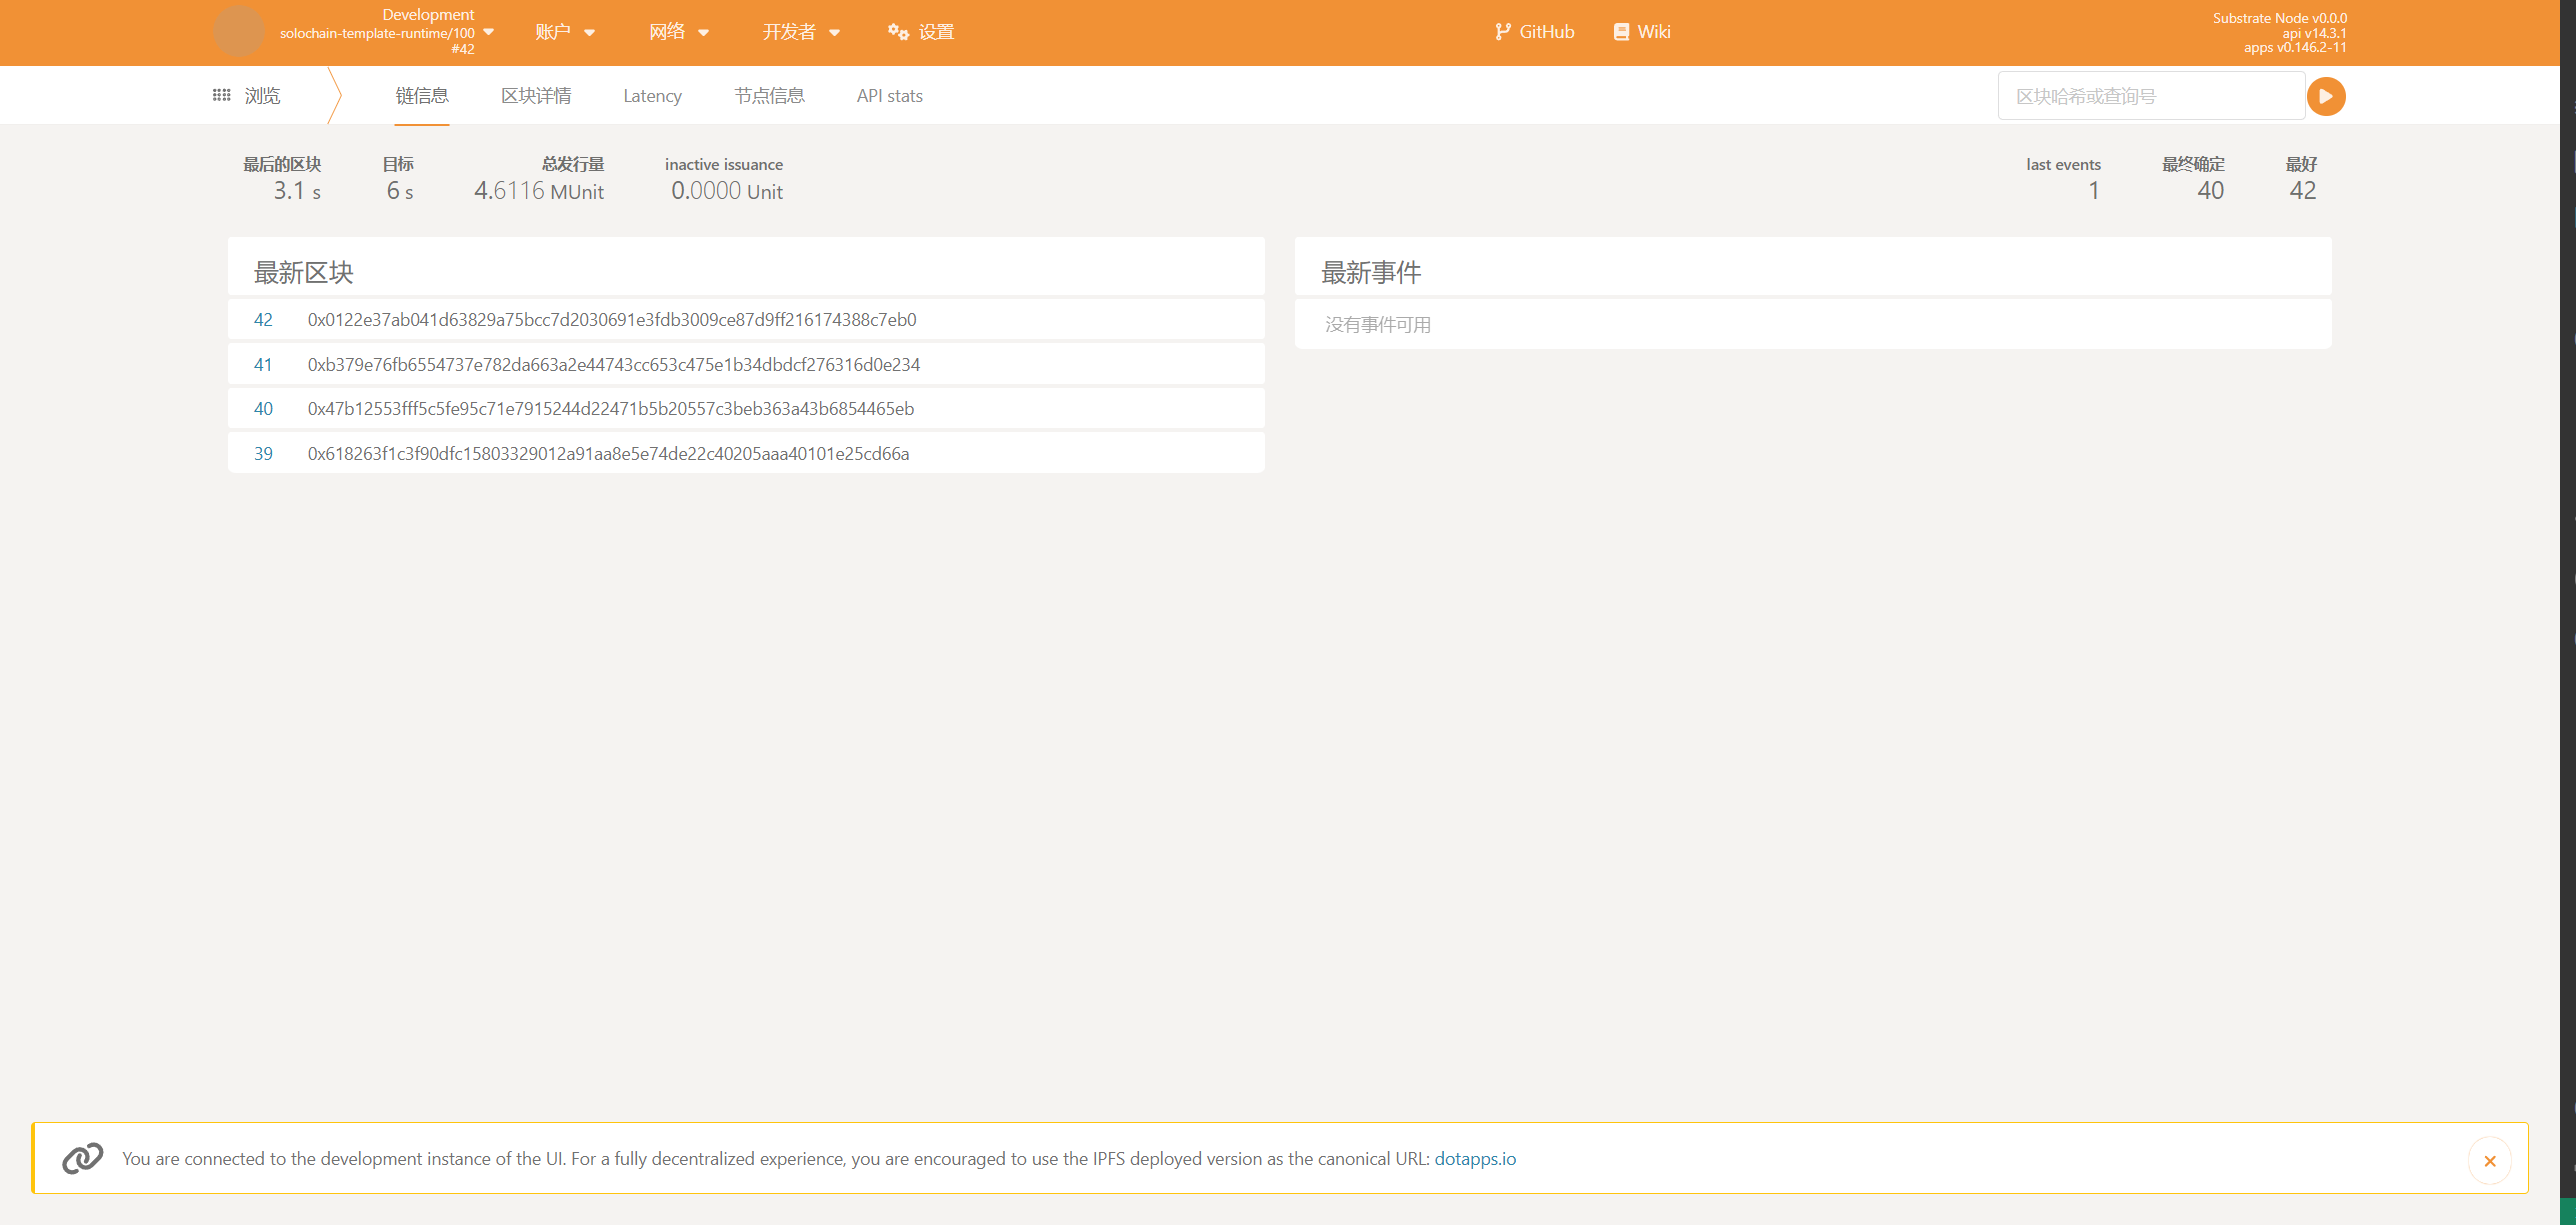 Development
solochain-template-runtime/100
#42
账户
网络
开发者
设置
GitHub
Wiki
Substrate Node v0.0.0
api v14.3.1
apps v0.146.2-11
浏览
链信息
区块详情
Latency
节点信息
API stats
区块哈希或查询号
最后的区块
3.1 s
目标
6 s
总发行量
4.6116 MUnit
inactive issuance
0.0000 Unit
last events
1
最终确定
40
最好
42
最新区块
42 0x0122e37ab041d63829a75bcc7d2030691e3fdb3009ce87d9ff216174388c7eb0
41 0xb379e76fb6554737e782da663a2e44743cc653c475e1b34dbdcf276316d0e234
40 0x47b12553fff5c5fe95c71e7915244d22471b5b20557c3beb363a43b6854465eb
39 0x618263f1c3f90dfc15803329012a91aa8e5e74de22c40205aaa40101e25cd66a
最新事件
没有事件可用
You are connected to the development instance of the UI. For a fully decentralized experience, you are encouraged to use the IPFS deployed version as the canonical URL: dotapps.io